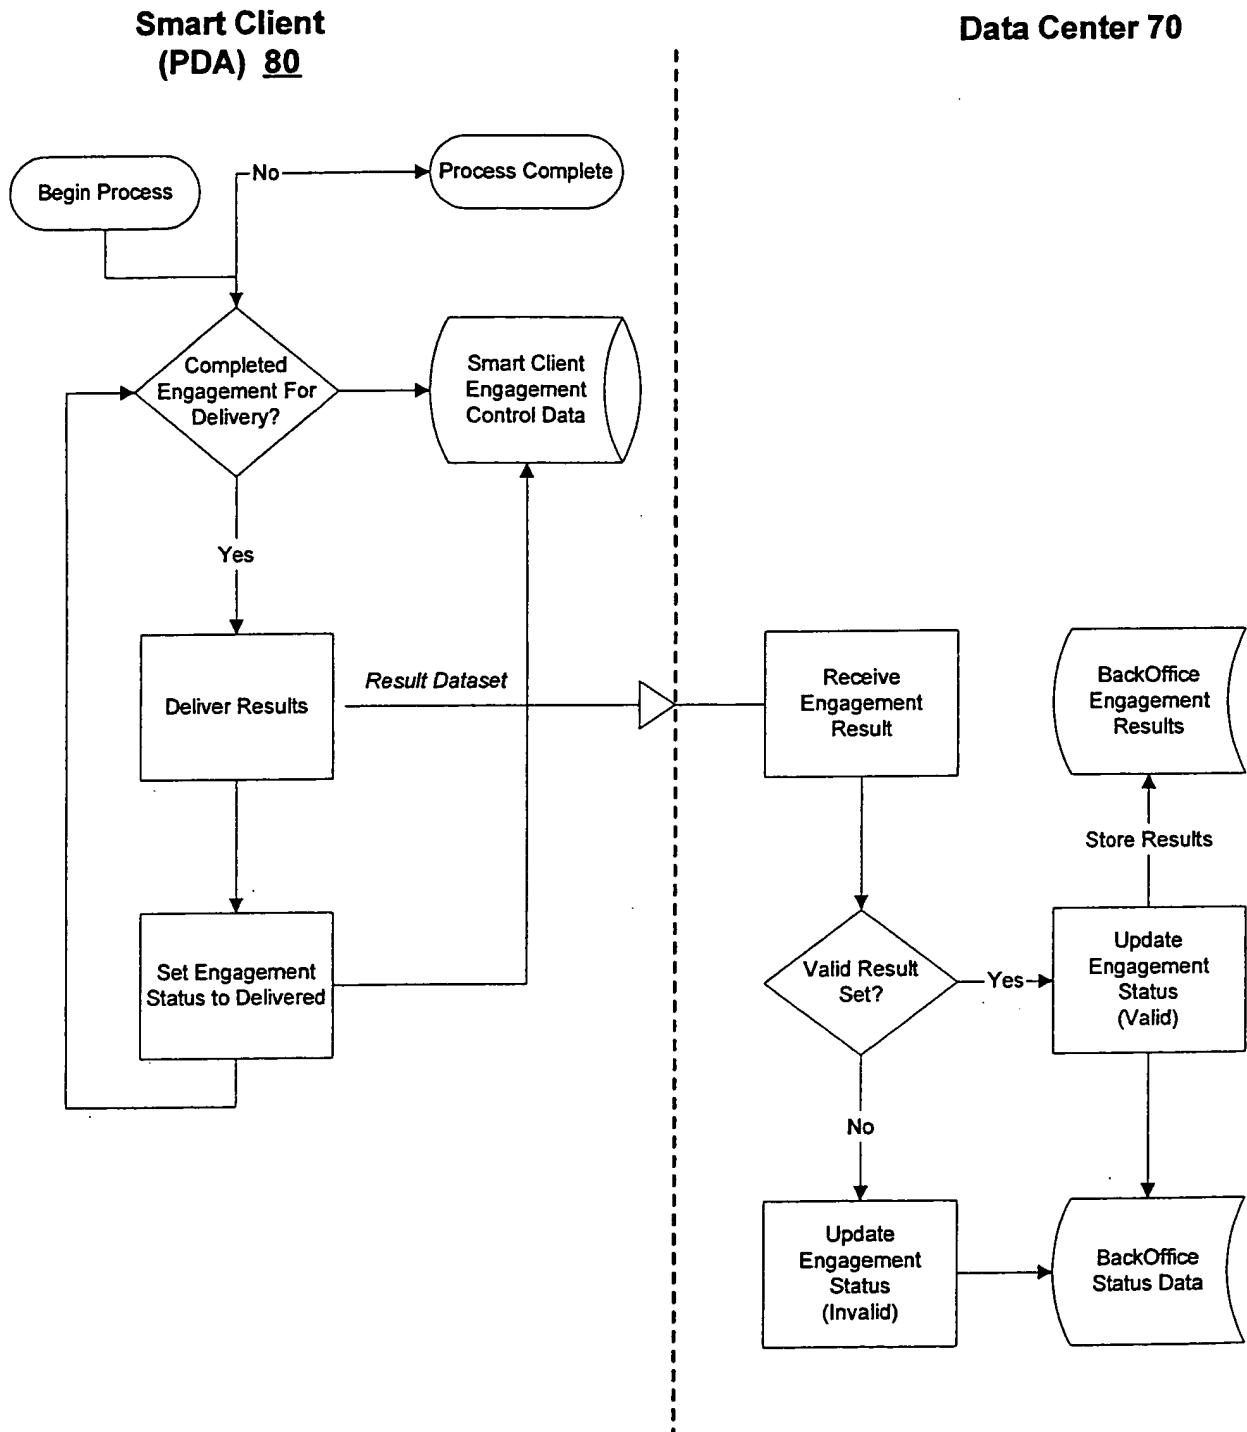 Smart Client
(PDA) 80
Data Center 70
No
Process Complete
Begin Process
Completed
Engagement For
Delivery?
Smart Client
Engagement
Control Data
Yes
Deliver Results
Result Dataset
Set Engagement
Status to Delivered
Receive
Engagement
Result
BackOffice
Engagement
Results
Store Results
Valid Result
Set?
Yes
Update
Engagement
Status
(Valid)
No
Update
Engagement
Status
(Invalid)
BackOffice
Status Data